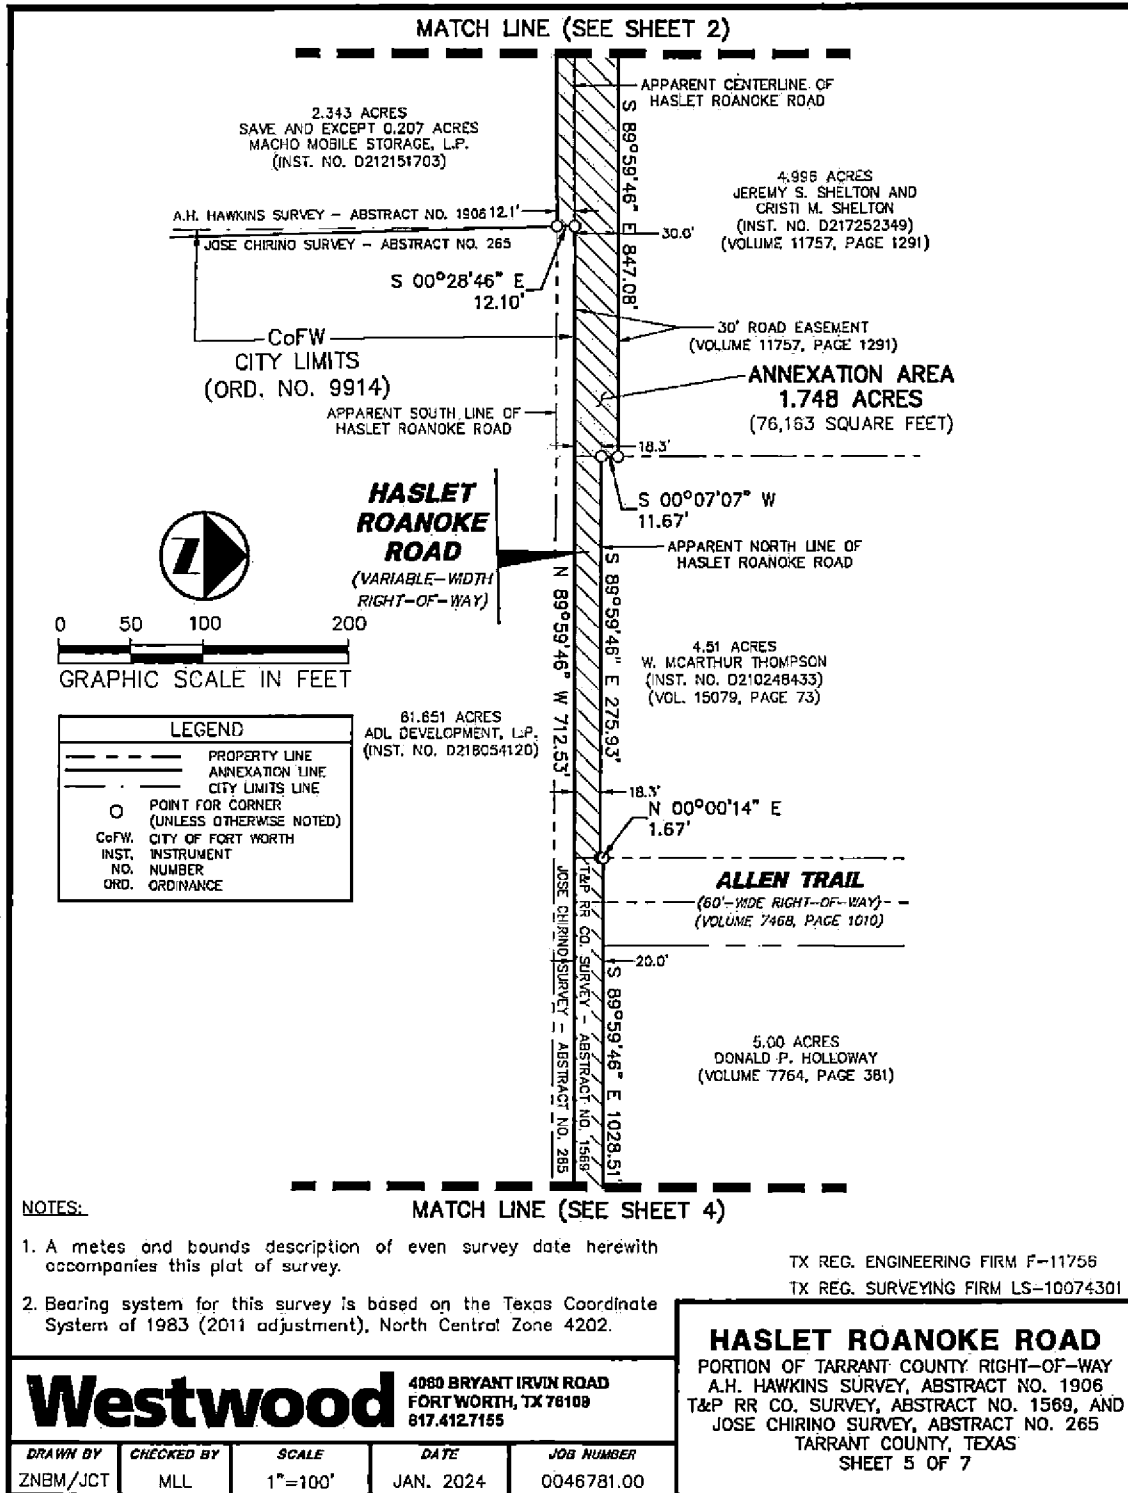 MATCH LINE (SEE SHEET 2)
APPARENT CENTERLINE OF
HASLET ROANOKE ROAD
2.343 ACRES
SAVE AND EXCEPT 0.207 ACRES
MACHO MOBILE STORAGE, L.P.
(INST. NO. D212151703)
S 89°59'46" E 847.08'
4.996 ACRES
JEREMY S. SHELTON AND
CRISTI M. SHELTON
(INST. NO. D217252349)
(VOLUME 11757, PAGE 1291)
A.H. HAWKINS SURVEY - ABSTRACT NO. 1906
12.1'
JOSE CHIRINO SURVEY - ABSTRACT NO. 265
30.0'
S 00°28'46" E
12.10'
30' ROAD EASEMENT
(VOLUME 11757, PAGE 1291)
CoFW
CITY LIMITS
(ORD. NO. 9914)
ANNEXATION AREA
1.748 ACRES
(76,163 SQUARE FEET)
APPARENT SOUTH LINE OF
HASLET ROANOKE ROAD
18.3'
S 00°07'07" W
11.67'
HASLET
ROANOKE
ROAD
(VARIABLE-WIDTH
RIGHT-OF-WAY)
APPARENT NORTH LINE OF
HASLET ROANOKE ROAD
Z
N 89°59'46" W 712.53'
S 89°59'46" E 275.93'
0 50 100 200
GRAPHIC SCALE IN FEET
4.51 ACRES
W. MCARTHUR THOMPSON
(INST. NO. D210248433)
(VOL. 15079, PAGE 73)
61.651 ACRES
ADL DEVELOPMENT, L.P.
(INST. NO. D218054120)
LEGEND
PROPERTY LINE
ANNEXATION LINE
CITY LIMITS LINE
POINT FOR CORNER
(UNLESS OTHERWISE NOTED)
CoFW. CITY OF FORT WORTH
INST. INSTRUMENT
NO. NUMBER
ORD. ORDINANCE
18.3'
N 00°00'14" E
1.67'
ALLEN TRAIL
(60'-WIDE RIGHT-OF-WAY)
(VOLUME 7468, PAGE 1010)
JOSE CHIRINO SURVEY - ABSTRACT NO. 265
T&P RR CO. SURVEY - ABSTRACT NO. 1569
20.0'
S 89°59'46" E 1028.51'
5.00 ACRES
DONALD P. HOLLOWAY
(VOLUME 7764, PAGE 381)
MATCH LINE (SEE SHEET 4)
NOTES:
1. A metes and bounds description of even survey date herewith
accompanies this plat of survey.
2. Bearing system for this survey is based on the Texas Coordinate
System of 1983 (2011 adjustment), North Central Zone 4202.
TX REG. ENGINEERING FIRM F-11756
TX REG. SURVEYING FIRM LS-10074301
Westwood
4060 BRYANT IRVIN ROAD
FORT WORTH, TX 76109
817.412.7155
DRAWN BY CHECKED BY SCALE DATE JOB NUMBER
ZNBM/JCT MLL 1"=100' JAN. 2024 0046781.00
HASLET ROANOKE ROAD
PORTION OF TARRANT COUNTY RIGHT-OF-WAY
A.H. HAWKINS SURVEY, ABSTRACT NO. 1906
T&P RR CO. SURVEY, ABSTRACT NO. 1569, AND
JOSE CHIRINO SURVEY, ABSTRACT NO. 265
TARRANT COUNTY, TEXAS
SHEET 5 OF 7